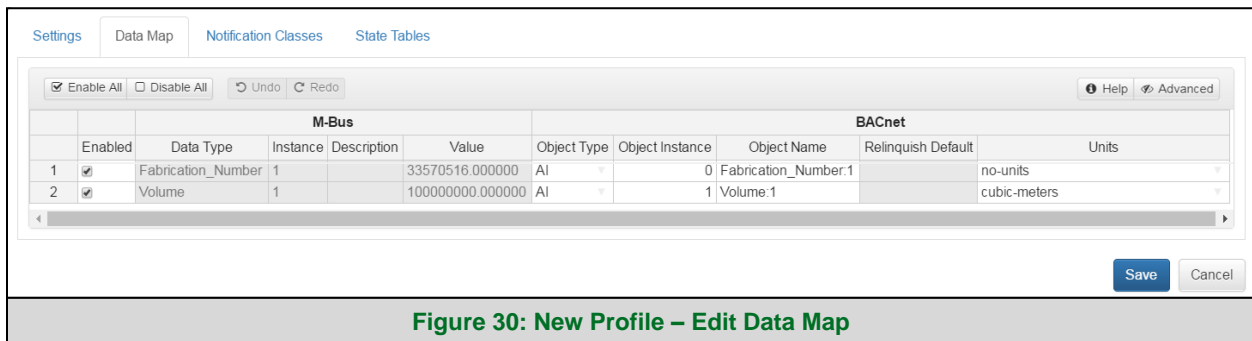 Settings Data Map Notification Classes State Tables
Enable All Disable All Undo Redo Help Advanced
M-Bus BACnet
Enabled Data Type Instance Description Value Object Type Object Instance Object Name Relinquish Default Units
1 Fabrication_Number 1 33570516.000000 AI 0 Fabrication_Number:1 no-units
2 Volume 1 100000000.000000 AI 1 Volume:1 cubic-meters
Save Cancel
Figure 30: New Profile – Edit Data Map